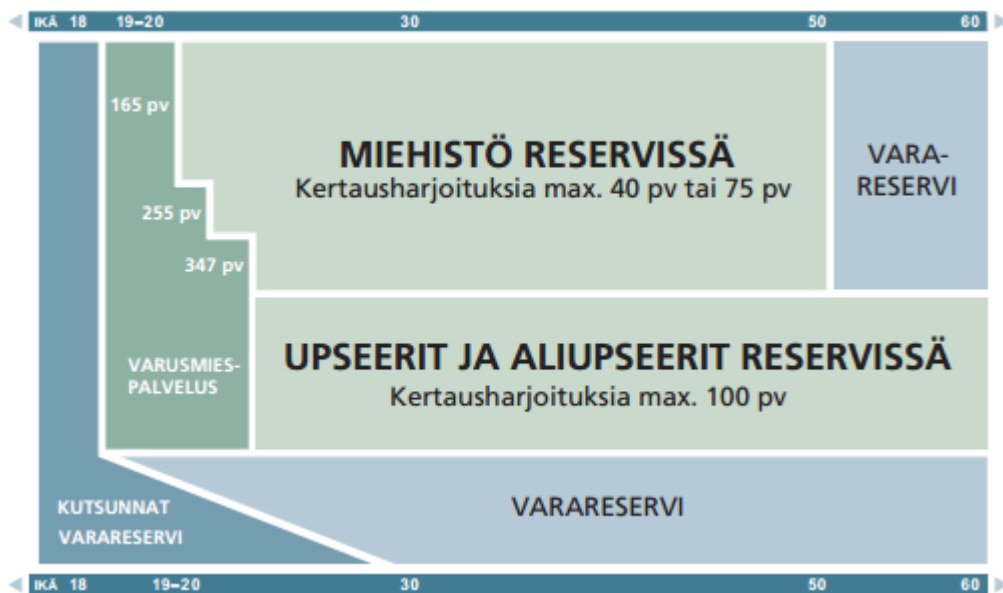 IKÄ 18 19–20 30 50 60
165 pv
255 pv
347 pv
VARUSMIES-
PALVELUS
MIEHISTÖ RESERVISSÄ
Kertausharjoituksia max. 40 pv tai 75 pv
VARA-
RESERVI
UPSEERIT JA ALIUPSEERIT RESERVISSÄ
Kertausharjoituksia max. 100 pv
KUTSUNNAT
VARARESERVI
VARARESERVI
IKÄ 18 19–20 30 50 60